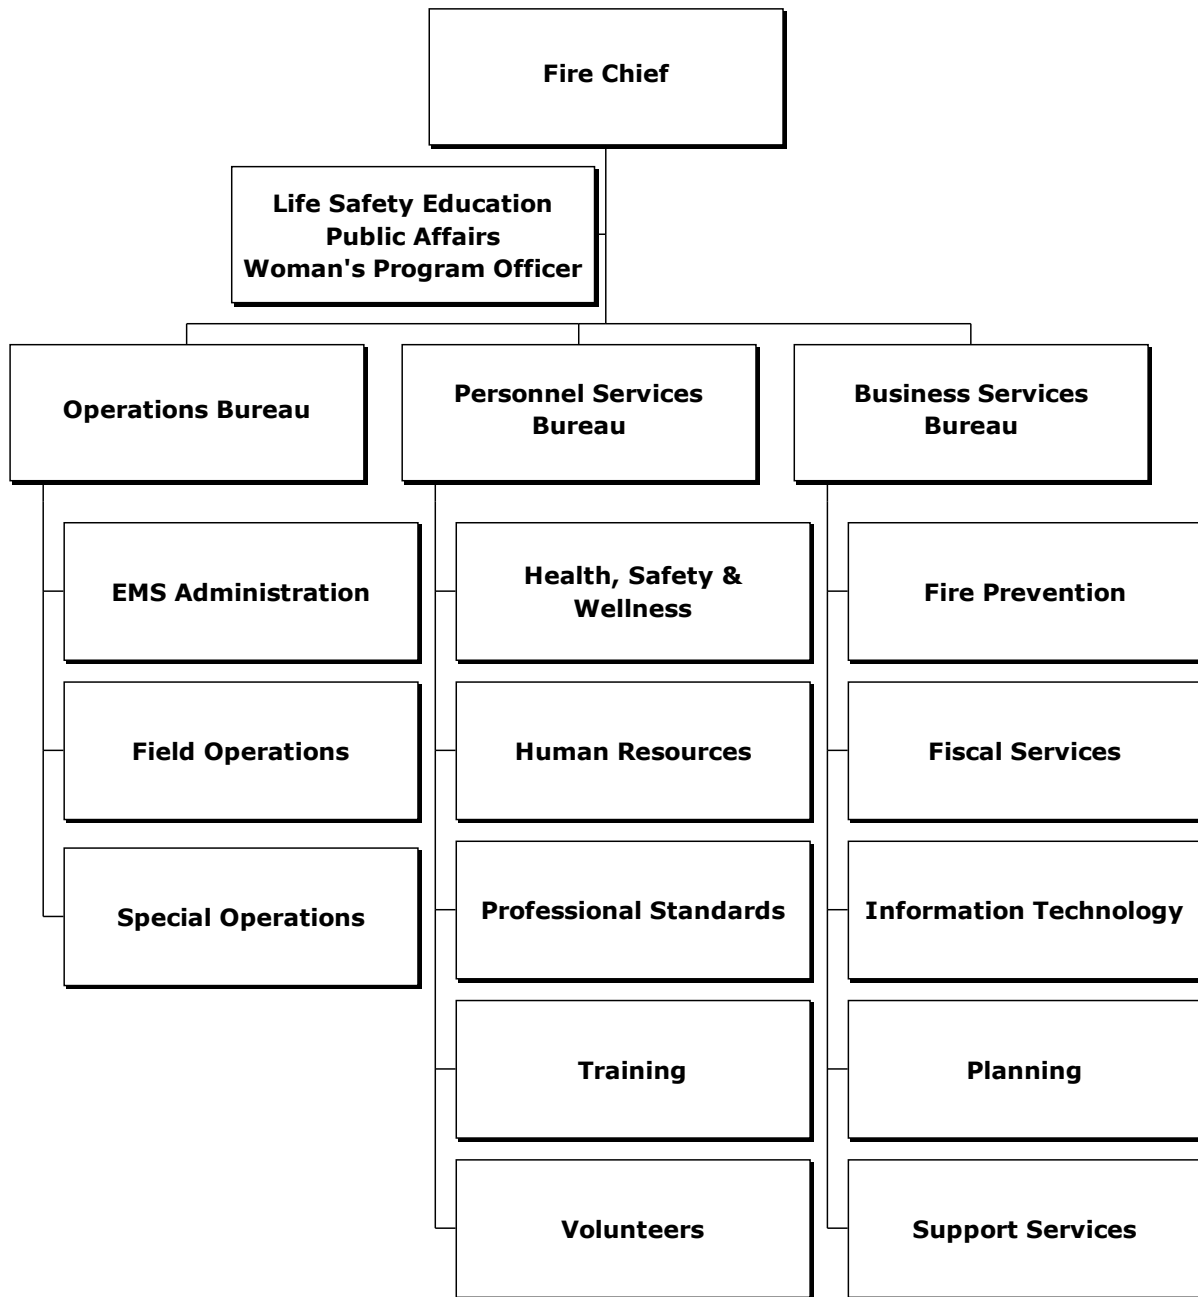 Fire Chief
Life Safety Education
Public Affairs
Woman's Program Officer
Operations Bureau
Personnel Services
Bureau
Business Services
Bureau
EMS Administration
Field Operations
Special Operations
Health, Safety &
Wellness
Human Resources
Professional Standards
Training
Volunteers
Fire Prevention
Fiscal Services
Information Technology
Planning
Support Services